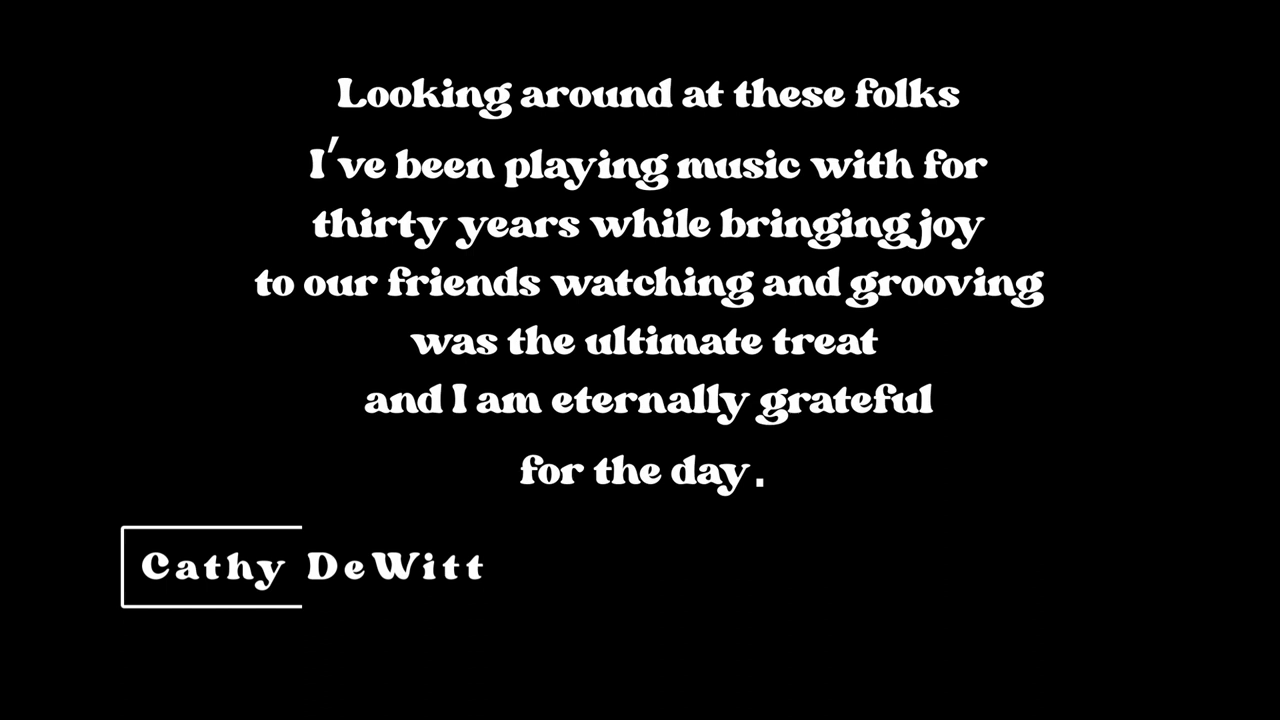 Looking around at these folks
I've been playing music with for
thirty years while bringing joy
to our friends watching and grooving
was the ultimate treat
and I am eternally grateful
for the day.
Cathy DeWitt